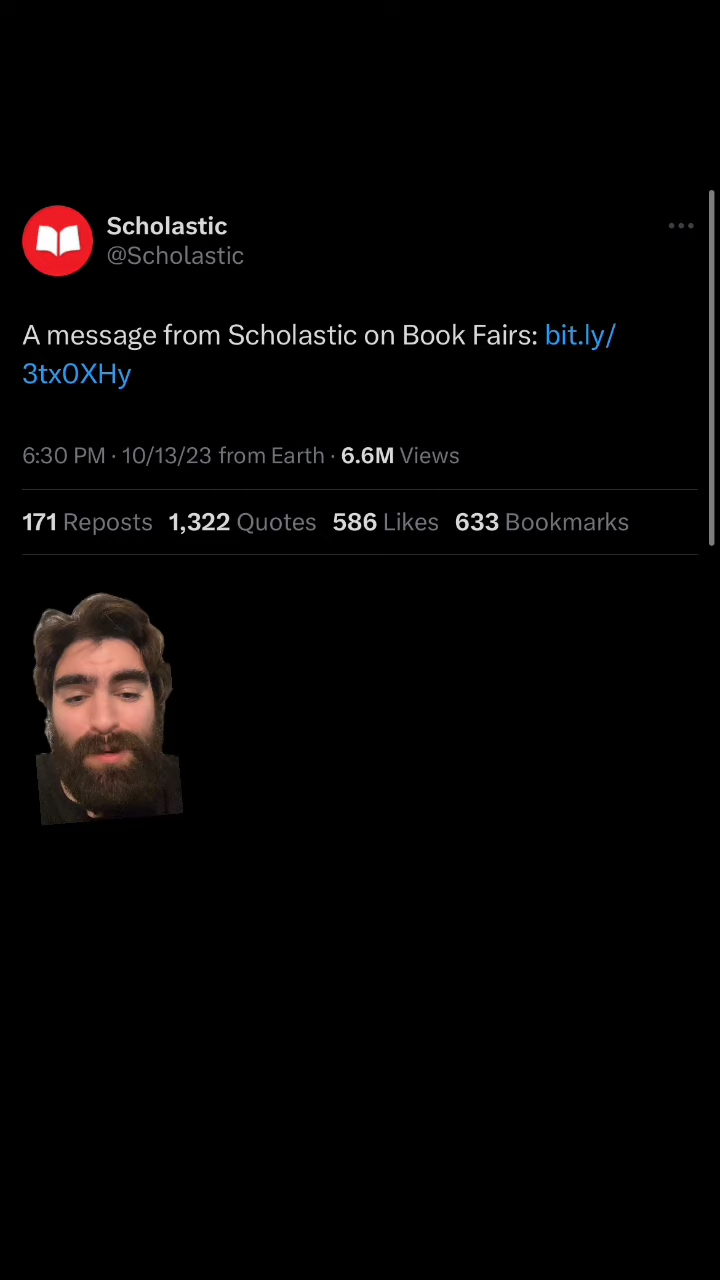 Scholastic
@Scholastic
A message from Scholastic on Book Fairs: bit.ly/
3tx0XHy
6:30 PM · 10/13/23 from Earth · 6.6M Views
171 Reposts 1,322 Quotes 586 Likes 633 Bookmarks